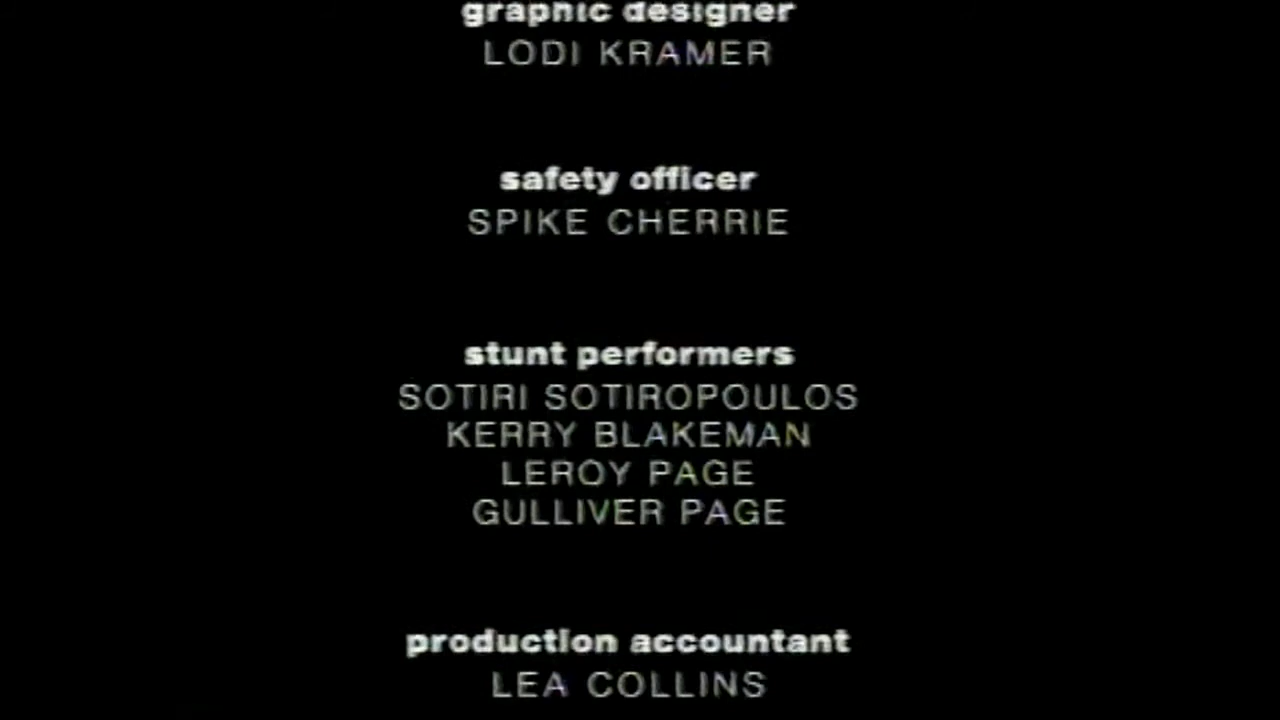 graphic designer
LODI KRAMER
safety officer
SPIKE CHERRIE
stunt performers
SOTIRI SOTIROPOULOS
KERRY BLAKEMAN
LEROY PAGE
GULLIVER PAGE
production accountant
LEA COLLINS